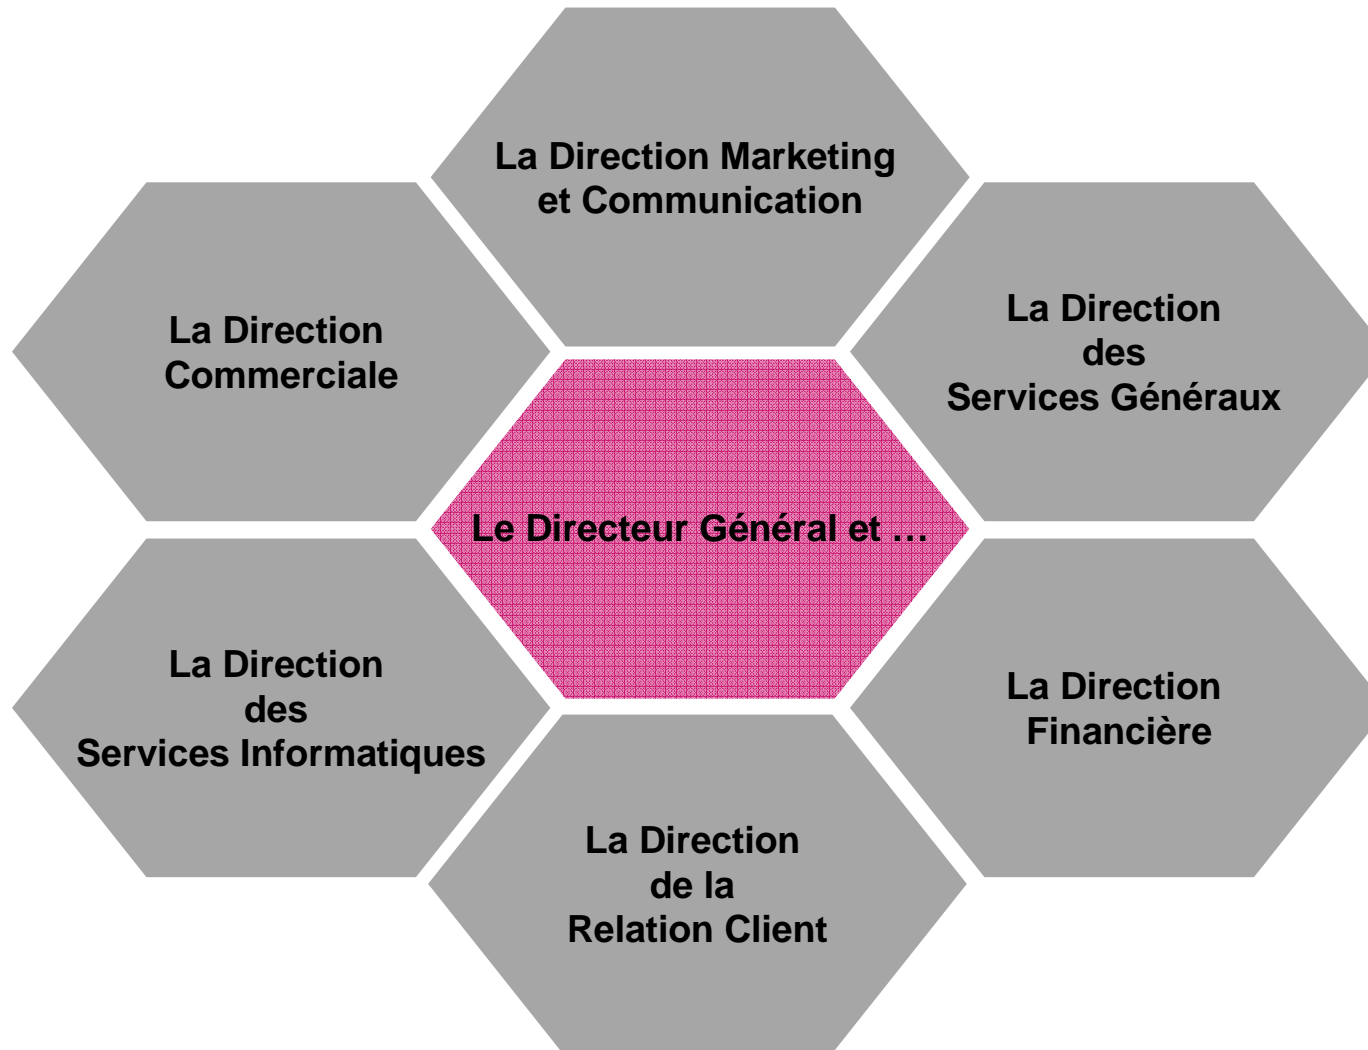 La Direction Marketing
et Communication
La Direction
Commerciale
La Direction
des
Services Généraux
Le Directeur Général et …
La Direction
des
Services Informatiques
La Direction
Financière
La Direction
de la
Relation Client